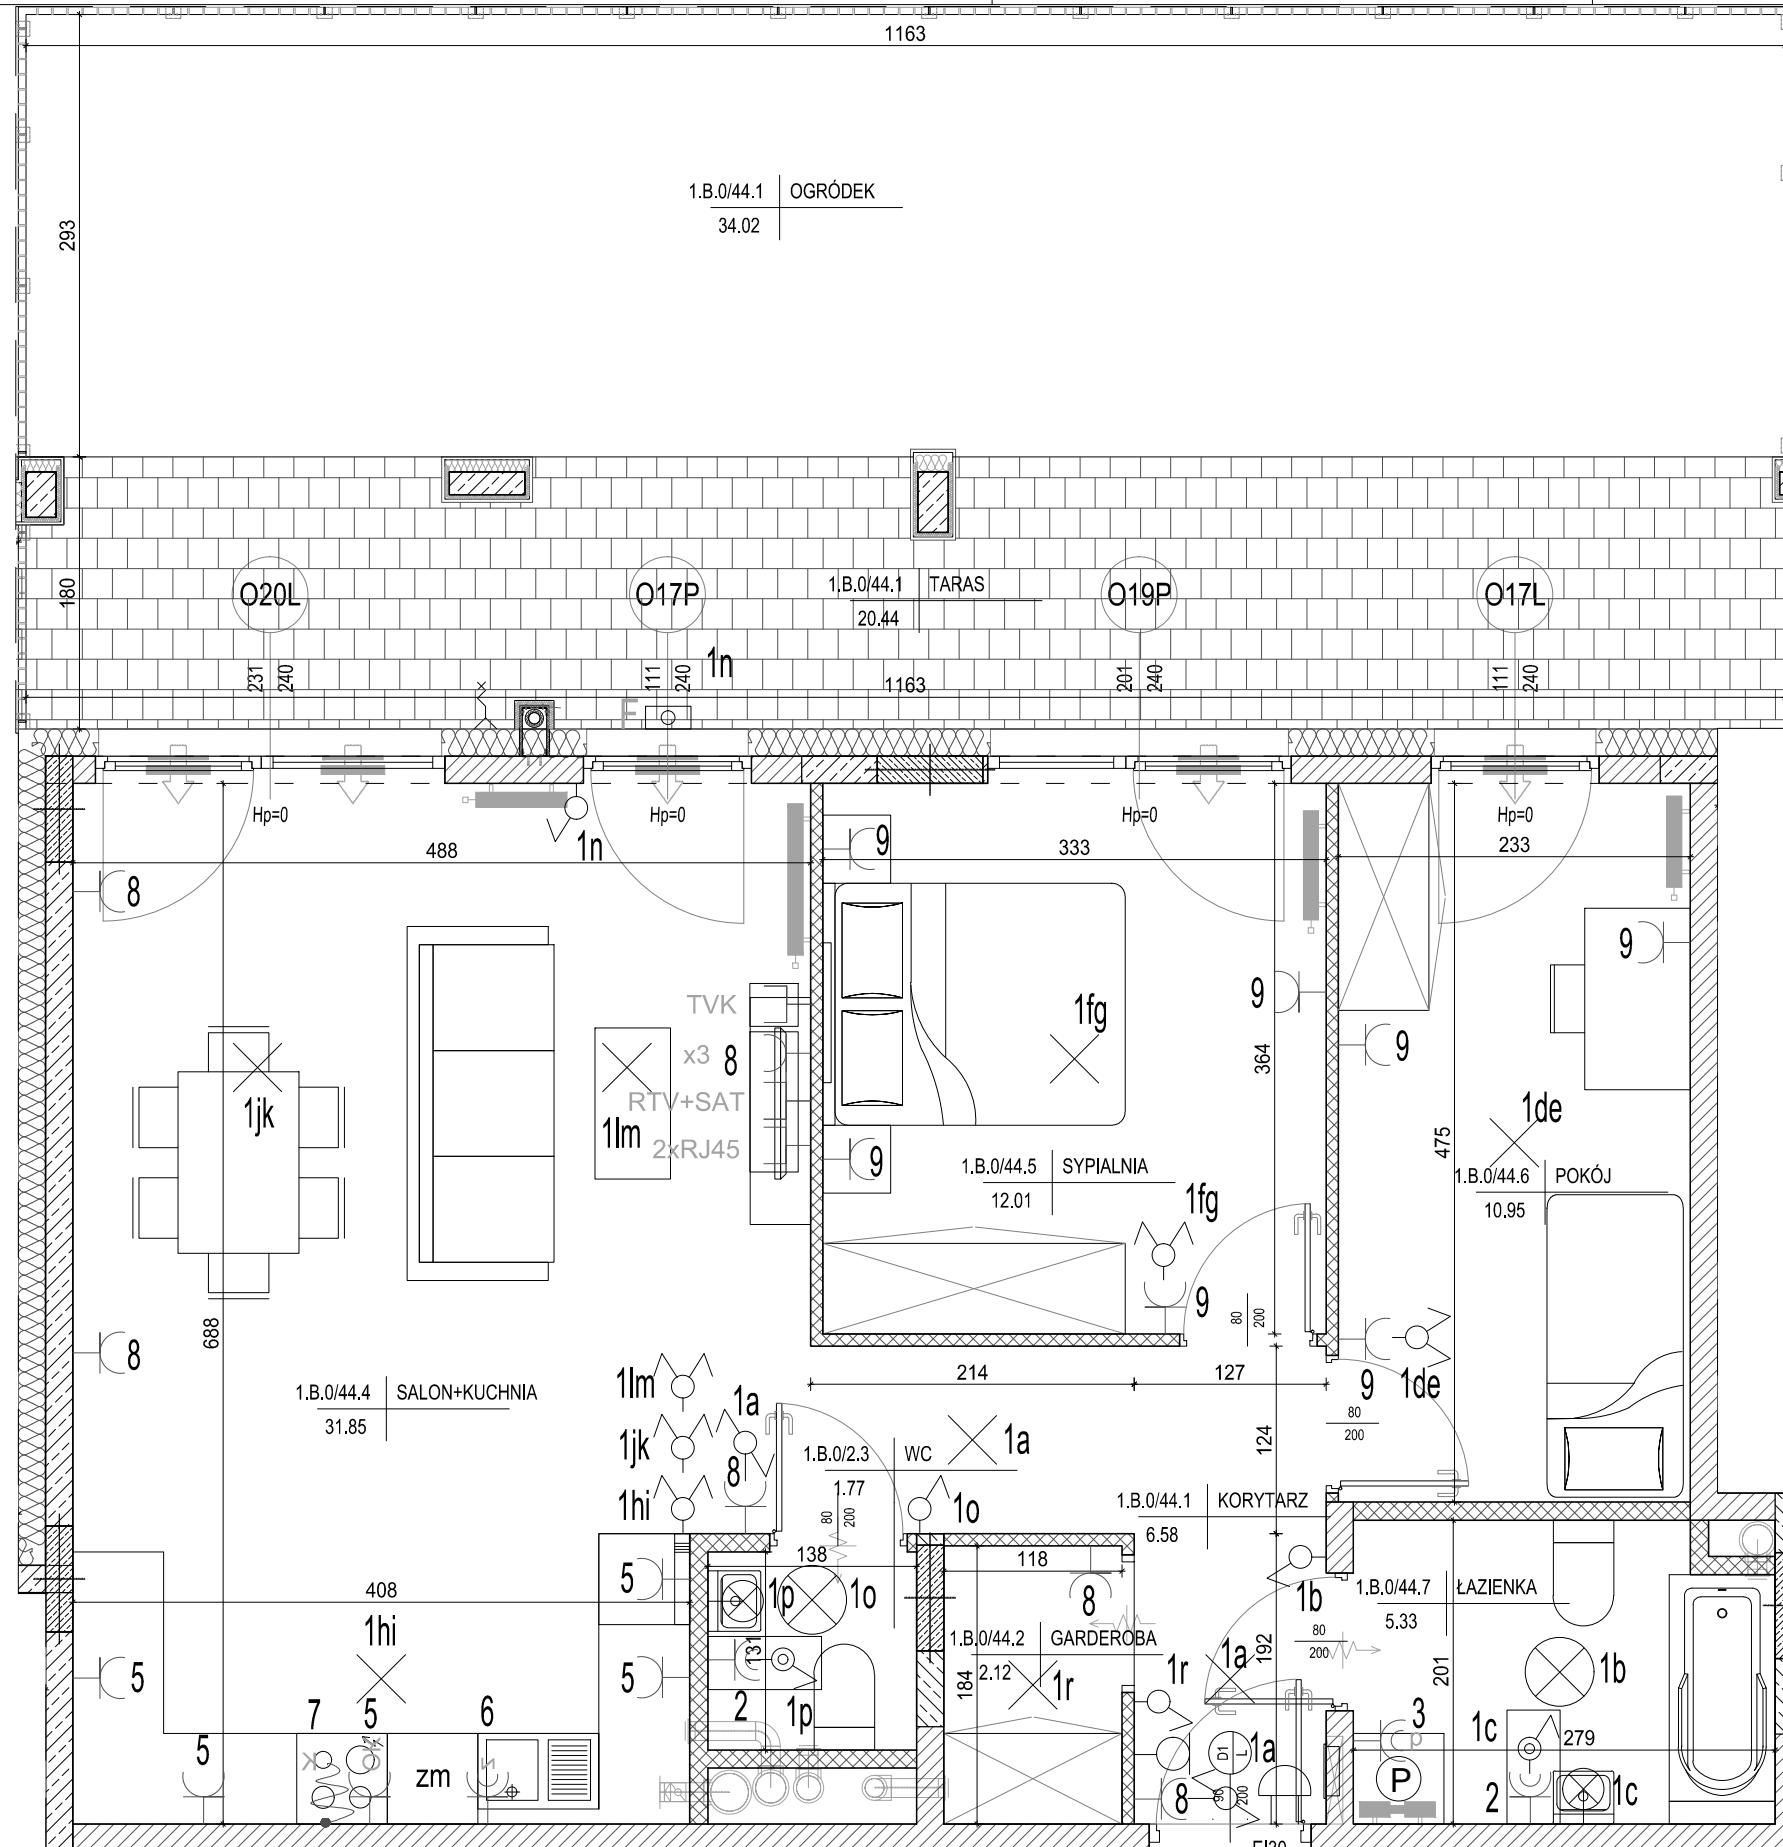 1163
293
1.B.0/44.1 OGRÓDEK
34.02
180
O20L
O17P
1.B.0/44.1 TARAS
20.44
O19P
O17L
231
240
111
240
1n
1163
201
240
111
240
F
Hp=0
Hp=0
Hp=0
Hp=0
1n
488
333
233
9
8
9
9
9
TVK
x3
8
RTV+SAT
2xRJ45
1fg
364
9
1jk
1lm
1de
475
9
1.B.0/44.5 SYPIALNIA
12.01
1fg
1.B.0/44.6 POKÓJ
10.95
9
80
200
688
8
1.B.0/44.4 SALON+KUCHNIA
31.85
1lm
1a
1jk
8
1hi
214
127
9
1de
80
200
124
1a
1.B.0/2.3 WC
1.77
80
200
1o
1.B.0/44.1 KORYTARZ
6.58
408
5
138
1p
1o
118
8
1b
1.B.0/44.7 ŁAZIENKA
5.33
1hi
5
5
131
2
1p
1.B.0/44.2 GARDEROBA
2.12
184
1r
1r
1a
192
80
200
201
1b
7
5
6
5
K
zm
N
D1
L
1a
8
90
200
3
p
P
1c
279
2
1c
EI30